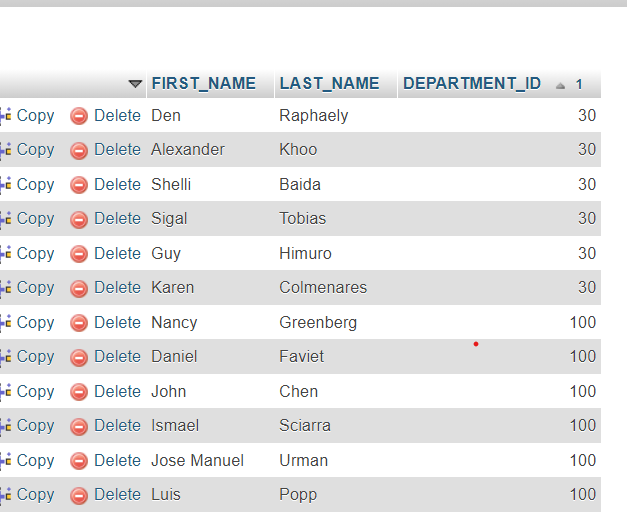 FIRST_NAME LAST_NAME DEPARTMENT_ID 1
Copy Delete Den Raphaely 30
Copy Delete Alexander Khoo 30
Copy Delete Shelli Baida 30
Copy Delete Sigal Tobias 30
Copy Delete Guy Himuro 30
Copy Delete Karen Colmenares 30
Copy Delete Nancy Greenberg 100
Copy Delete Daniel Faviet 100
Copy Delete John Chen 100
Copy Delete Ismael Sciarra 100
Copy Delete Jose Manuel Urman 100
Copy Delete Luis Popp 100